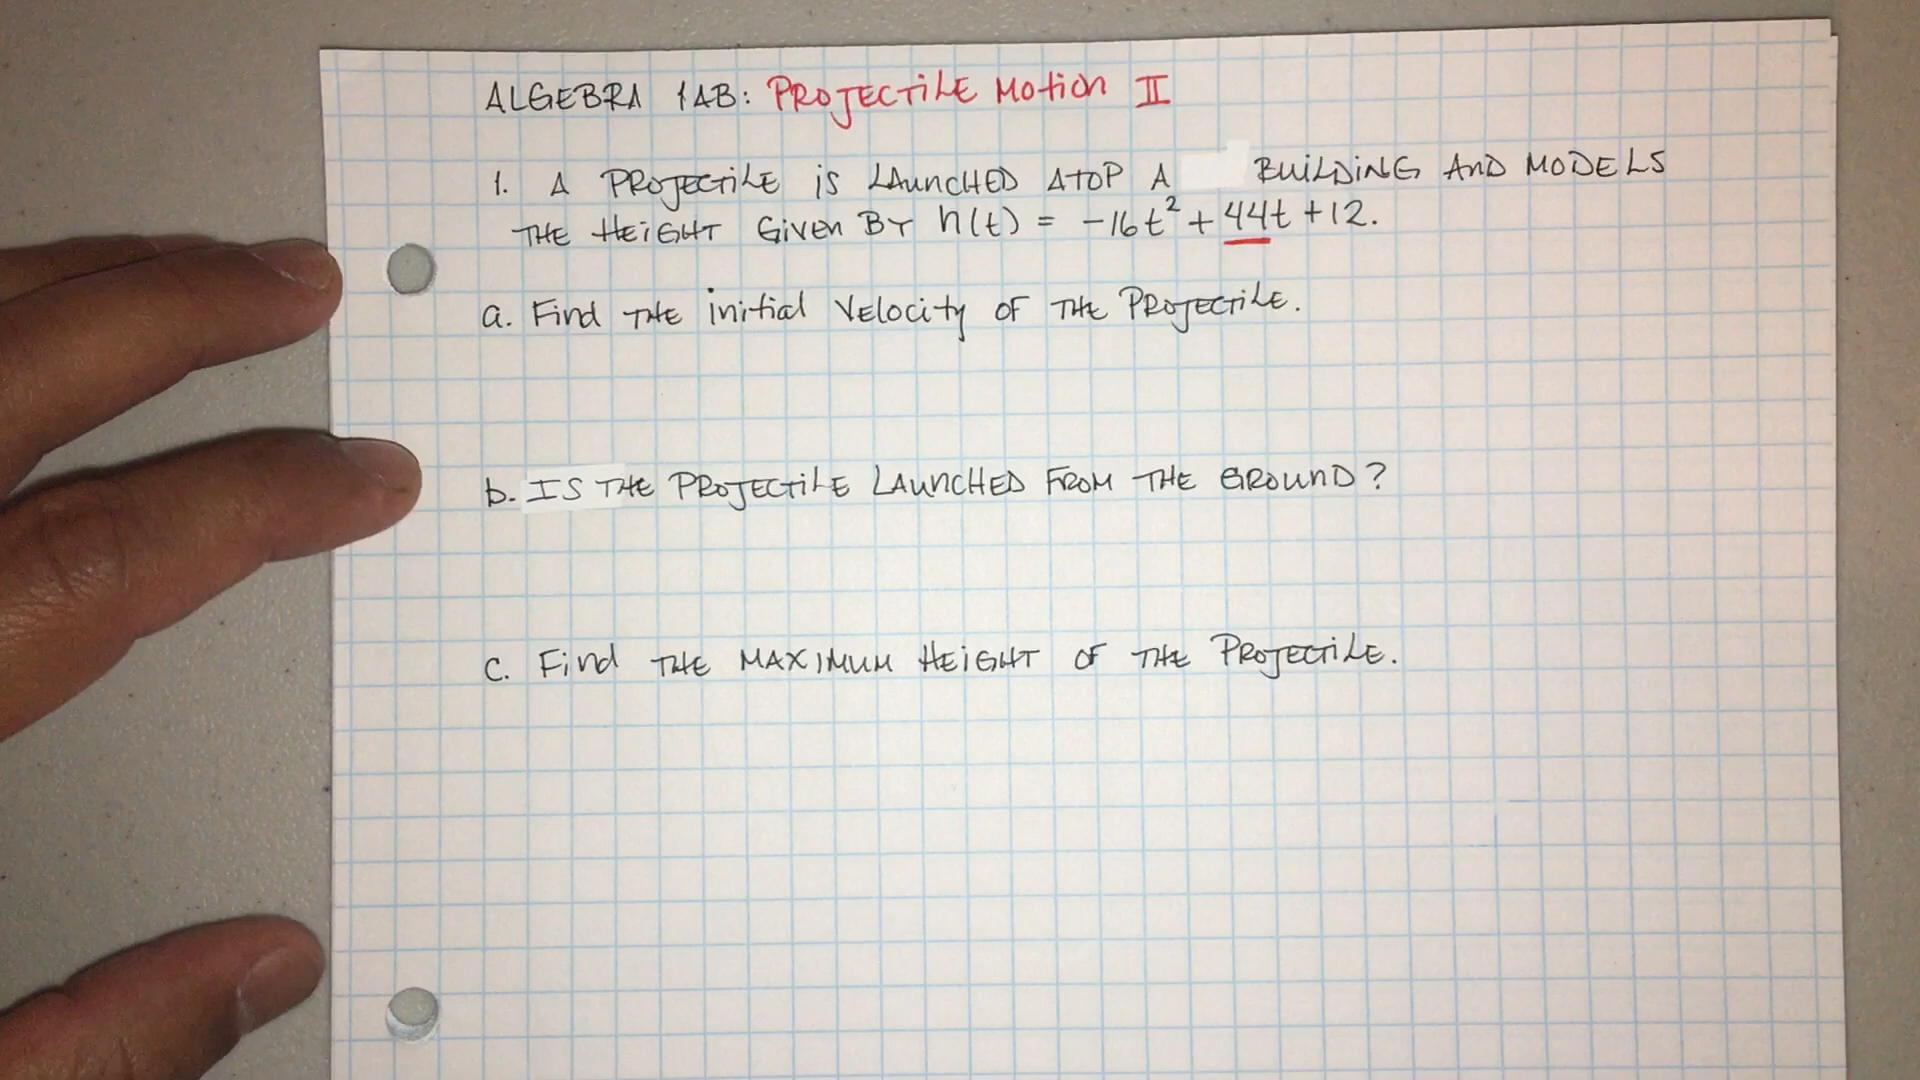 ALGEBRA 1AB: PROJECTILE MOTION II
1. A PROJECTILE IS LAUNCHED ATOP A BUILDING AND MODELS
THE HEIGHT GIVEN BY h(t) = -16t² + 44t + 12.
a. Find THE initial VELOCITY OF THE PROJECTILE.
b. IS THE PROJECTILE LAUNCHED FROM THE GROUND?
c. Find THE MAXIMUM HEIGHT OF THE PROJECTILE.